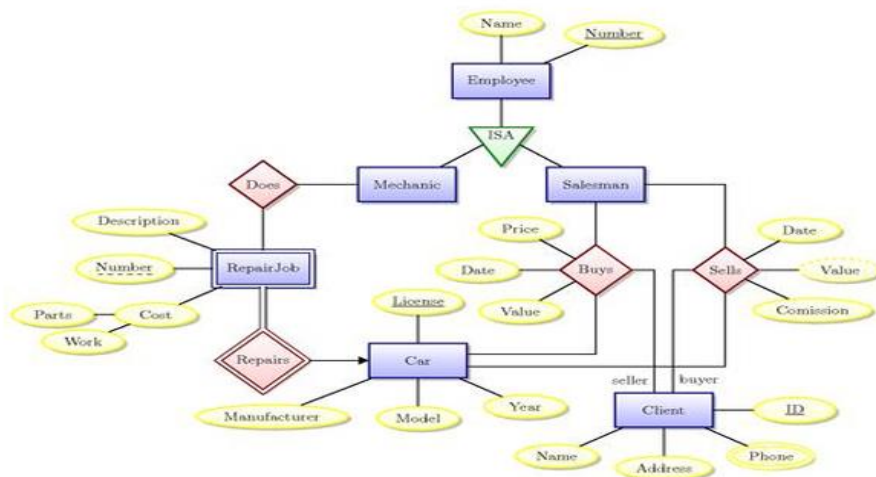 Name
Number
Employee
ISA
Does
Mechanic
Salesman
Description
Price
Date
Number
RepairJob
Date
Buys
Sells
Value
License
Parts
Cost
Value
Comission
Work
Repairs
Car
seller
buyer
Manufacturer
Model
Year
Client
ID
Name
Address
Phone